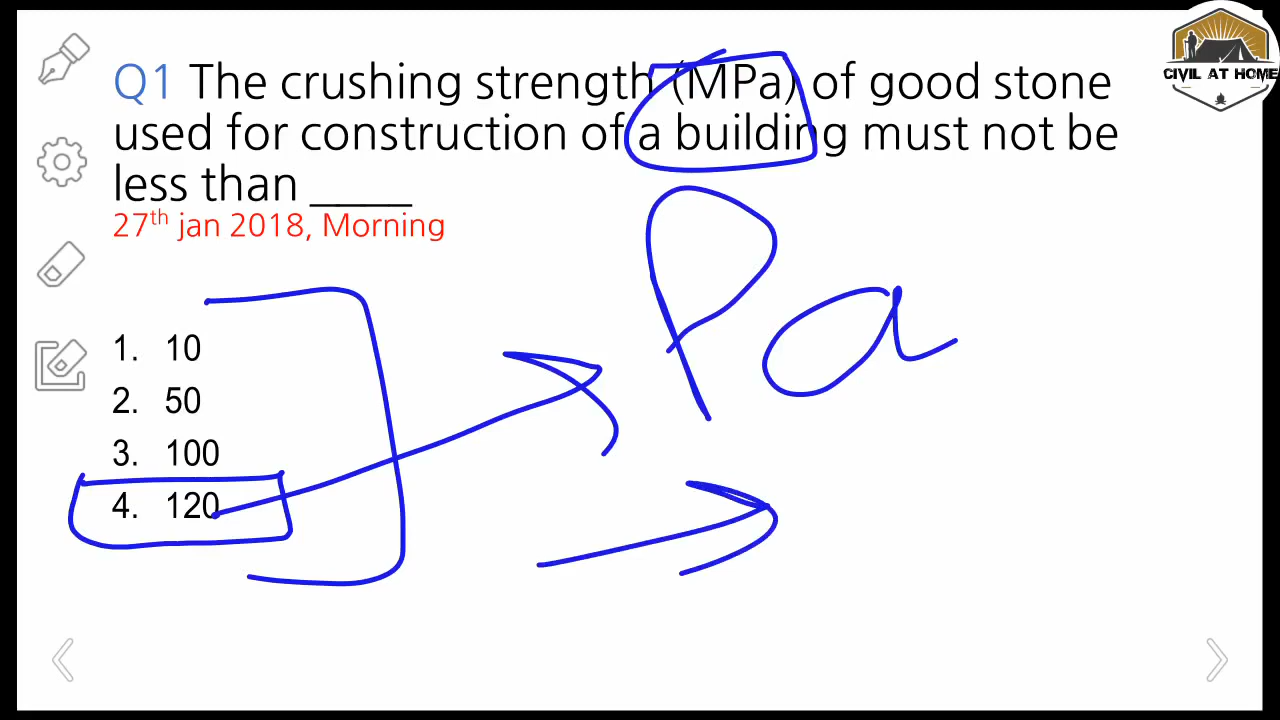 CIVIL AT HOME
Q1 The crushing strength (MPa) of good stone
used for construction of a building must not be
less than ____
27th jan 2018, Morning
1. 10
2. 50
3. 100
4. 120
Pa